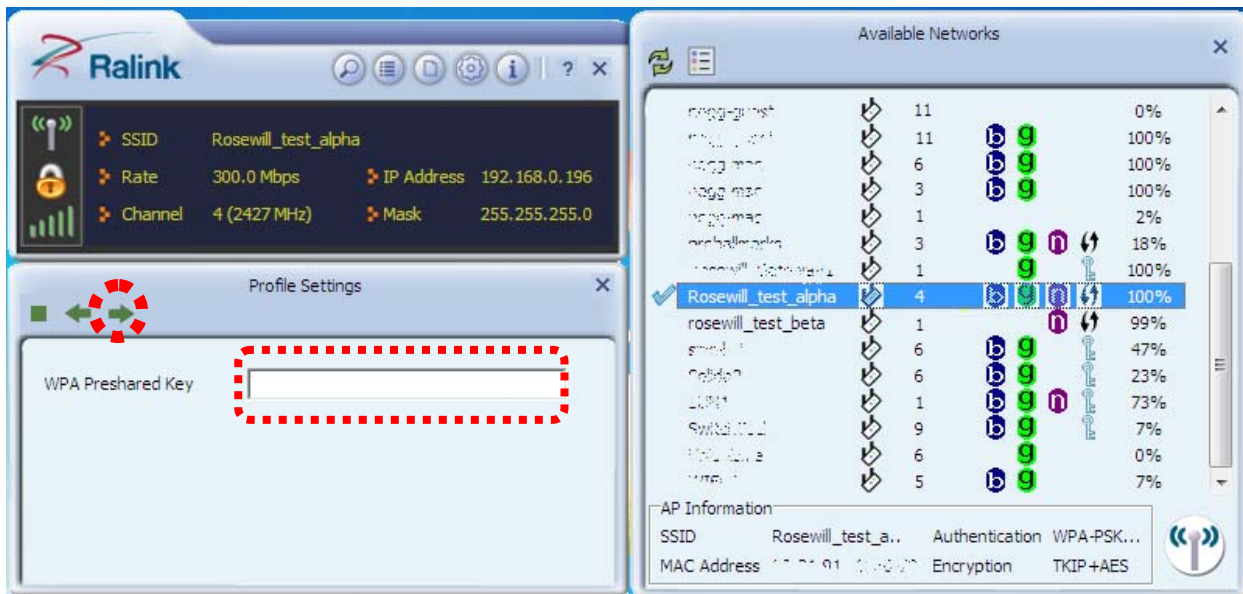 Ralink
? ×
SSID Rosewill_test_alpha
Rate 300.0 Mbps IP Address 192.168.0.196
Channel 4 (2427 MHz) Mask 255.255.255.0
Profile Settings ×
WPA Preshared Key
Available Networks ×
11 0%
11 b g 100%
6 b g 100%
3 b g 100%
1 2%
3 b g n 18%
1 g 100%
Rosewill_test_alpha 4 b g n 100%
rosewill_test_beta 1 n 99%
6 b g 47%
6 b g 23%
1 b g n 73%
9 b g 7%
6 g 0%
5 b g 7%
AP Information
SSID Rosewill_test_a.. Authentication WPA-PSK...
MAC Address Encryption TKIP+AES